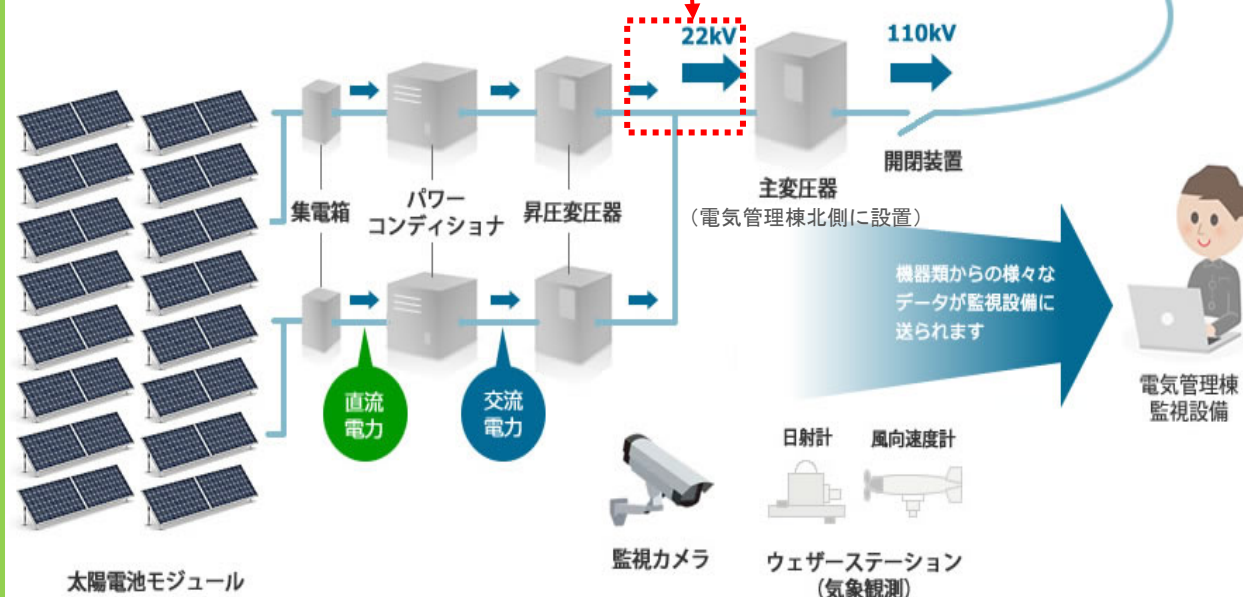 22kV
110kV
開閉装置
集電箱
パワー
コンディショナ
昇圧変圧器
主変圧器
（電気管理棟北側に設置）
機器類からの様々な
データが監視設備に
送られます
直流
電力
交流
電力
電気管理棟
監視設備
日射計
風向速度計
監視カメラ
ウェザーステーション
（気象観測）
太陽電池モジュール